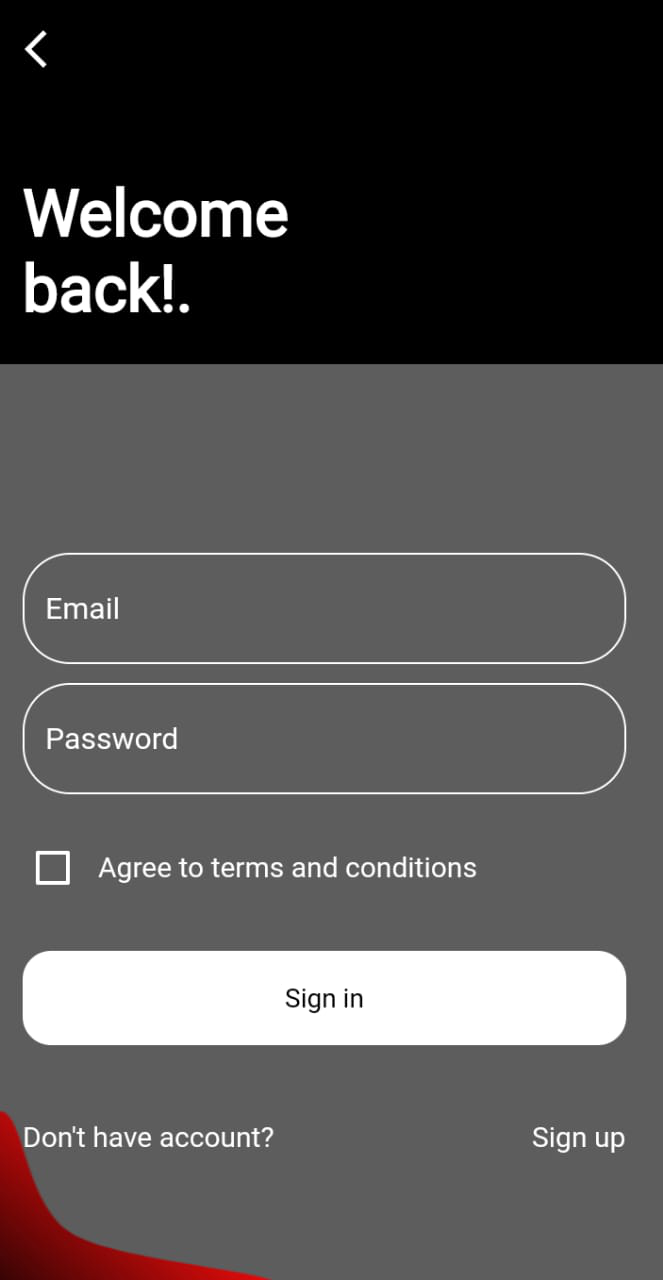 Welcome
back!.
Email
Password
Agree to terms and conditions
Sign in
Don't have account?
Sign up